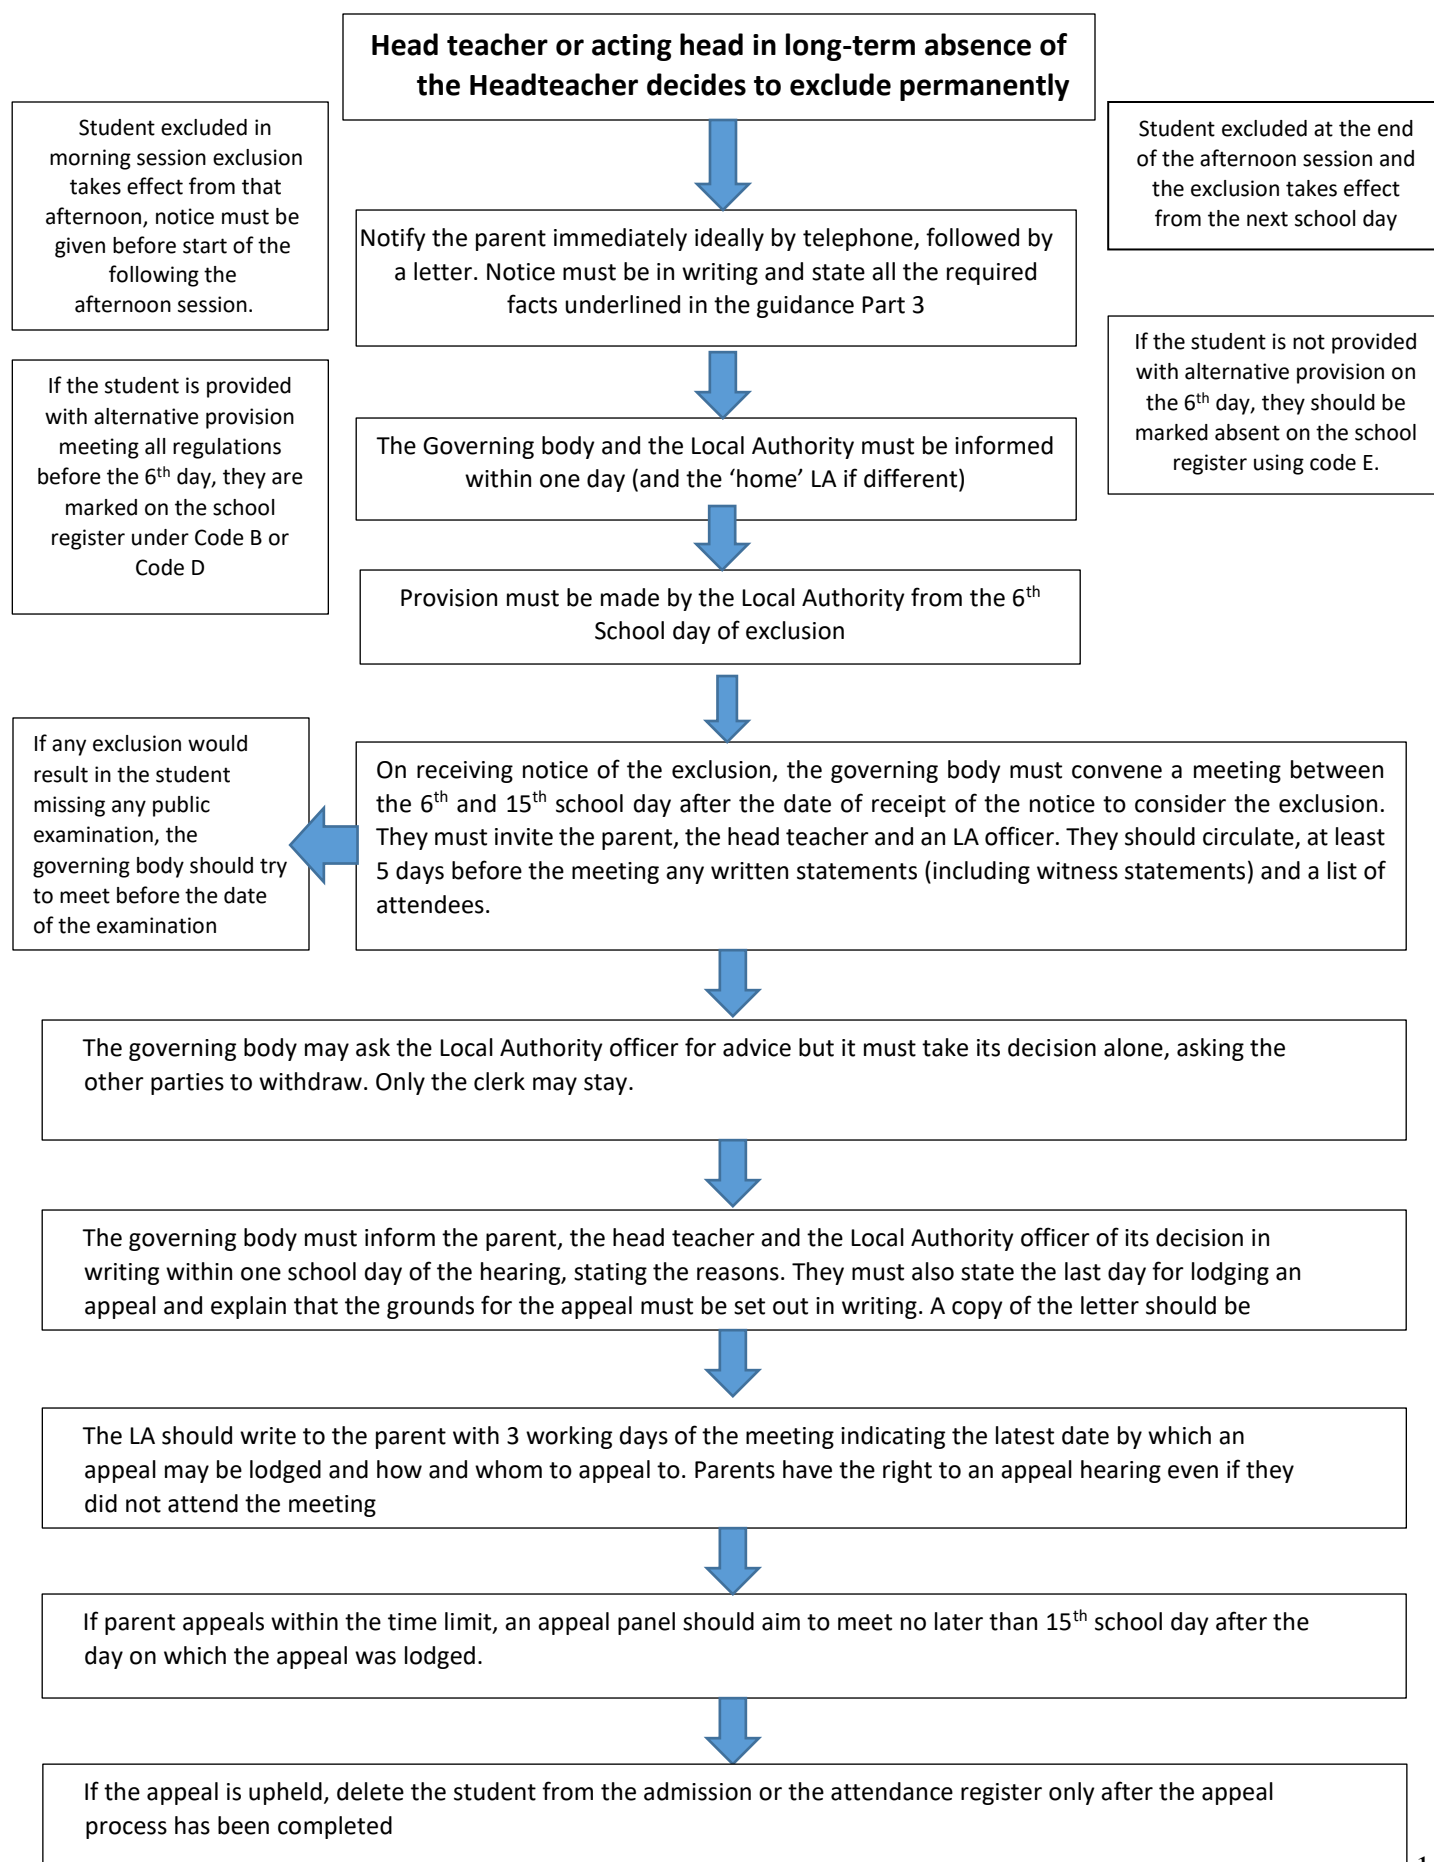 Head teacher or acting head in long-term absence of
the Headteacher decides to exclude permanently
Student excluded in
morning session exclusion
takes effect from that
afternoon, notice must be
given before start of the
following the
afternoon session.
Student excluded at the end
of the afternoon session and
the exclusion takes effect
from the next school day
Notify the parent immediately ideally by telephone, followed by
a letter. Notice must be in writing and state all the required
facts underlined in the guidance Part 3
If the student is provided
with alternative provision
meeting all regulations
before the 6th day, they are
marked on the school
register under Code B or
Code D
If the student is not provided
with alternative provision on
the 6th day, they should be
marked absent on the school
register using code E.
The Governing body and the Local Authority must be informed
within one day (and the ‘home’ LA if different)
Provision must be made by the Local Authority from the 6th
School day of exclusion
If any exclusion would
result in the student
missing any public
examination, the
governing body should try
to meet before the date
of the examination
On receiving notice of the exclusion, the governing body must convene a meeting between
the 6th and 15th school day after the date of receipt of the notice to consider the exclusion.
They must invite the parent, the head teacher and an LA officer. They should circulate, at least
5 days before the meeting any written statements (including witness statements) and a list of
attendees.
The governing body may ask the Local Authority officer for advice but it must take its decision alone, asking the
other parties to withdraw. Only the clerk may stay.
The governing body must inform the parent, the head teacher and the Local Authority officer of its decision in
writing within one school day of the hearing, stating the reasons. They must also state the last day for lodging an
appeal and explain that the grounds for the appeal must be set out in writing. A copy of the letter should be
The LA should write to the parent with 3 working days of the meeting indicating the latest date by which an
appeal may be lodged and how and whom to appeal to. Parents have the right to an appeal hearing even if they
did not attend the meeting
If parent appeals within the time limit, an appeal panel should aim to meet no later than 15th school day after the
day on which the appeal was lodged.
If the appeal is upheld, delete the student from the admission or the attendance register only after the appeal
process has been completed